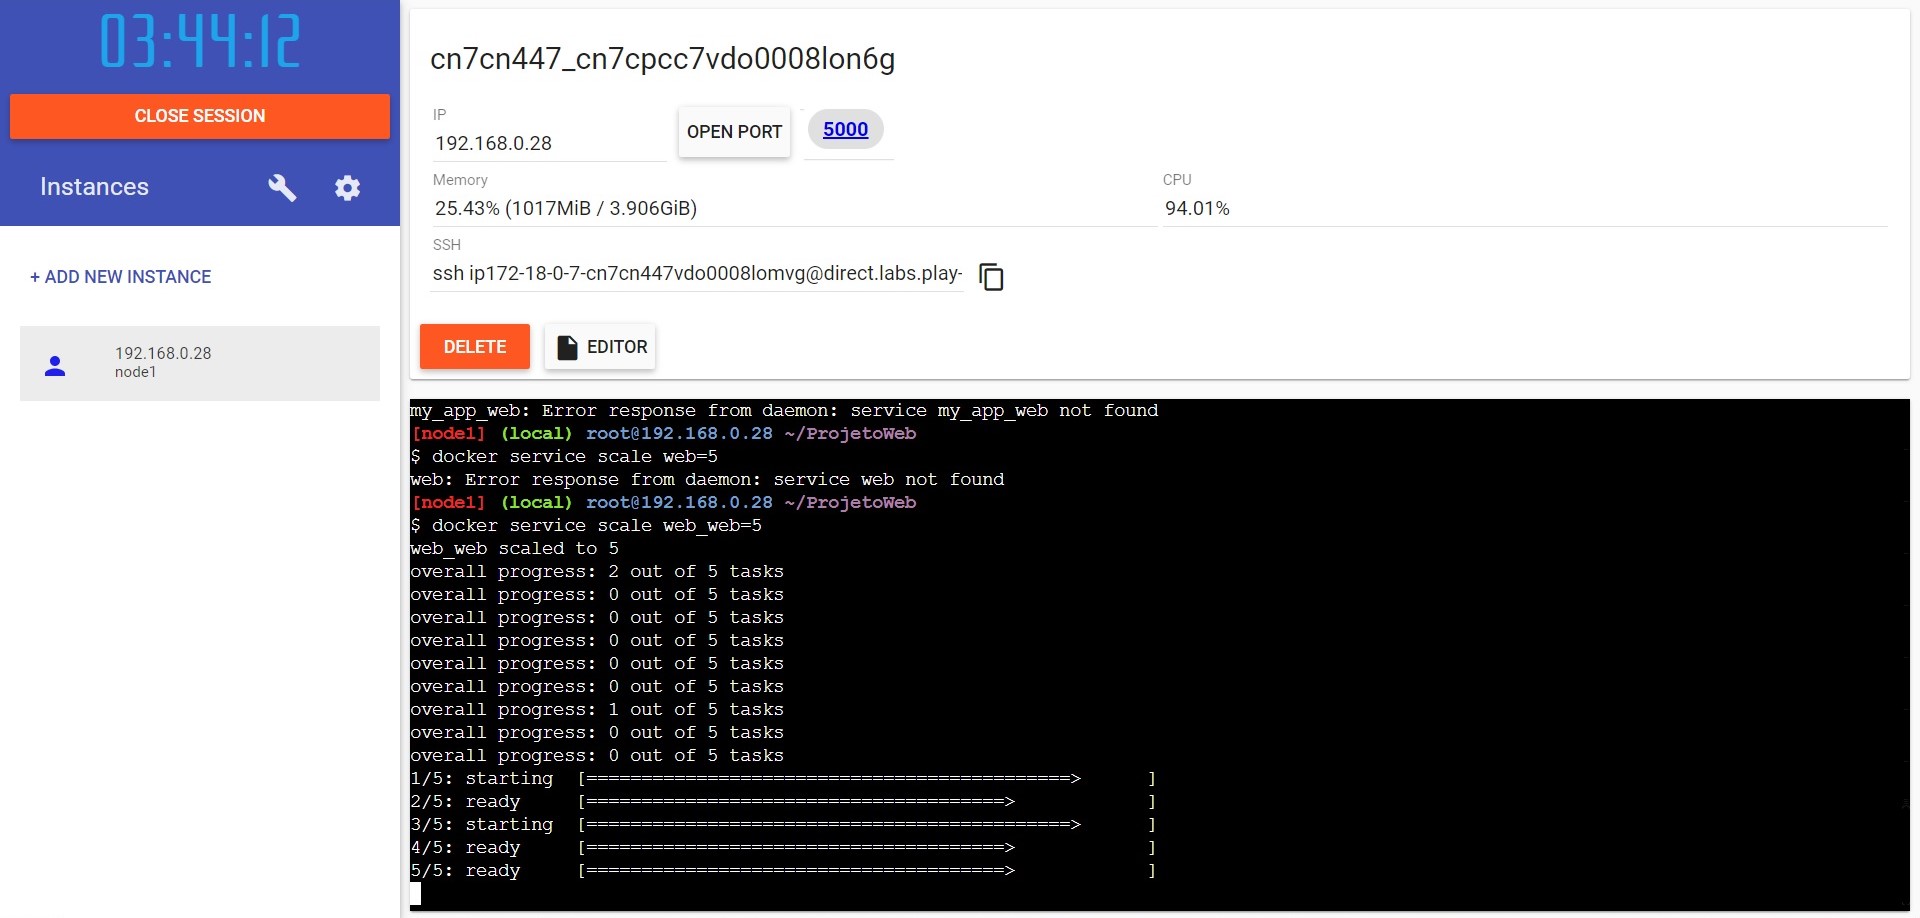 03:44:12
CLOSE SESSION
Instances
+ ADD NEW INSTANCE
192.168.0.28
node1
cn7cn447_cn7cpcc7vdo0008lon6g
IP
192.168.0.28
OPEN PORT
5000
Memory
25.43% (1017MiB / 3.906GiB)
CPU
94.01%
SSH
ssh ip172-18-0-7-cn7cn447vdo0008lomvg@direct.labs.play-
DELETE
EDITOR
my_app_web: Error response from daemon: service my_app_web not found
[node1] (local) root@192.168.0.28 ~/ProjetoWeb
$ docker service scale web=5
web: Error response from daemon: service web not found
[node1] (local) root@192.168.0.28 ~/ProjetoWeb
$ docker service scale web_web=5
web_web scaled to 5
overall progress: 2 out of 5 tasks
overall progress: 0 out of 5 tasks
overall progress: 0 out of 5 tasks
overall progress: 0 out of 5 tasks
overall progress: 0 out of 5 tasks
overall progress: 0 out of 5 tasks
overall progress: 1 out of 5 tasks
overall progress: 0 out of 5 tasks
overall progress: 0 out of 5 tasks
1/5: starting  [============================================>      ]
2/5: ready     [======================================>            ]
3/5: starting  [============================================>      ]
4/5: ready     [======================================>            ]
5/5: ready     [======================================>            ]